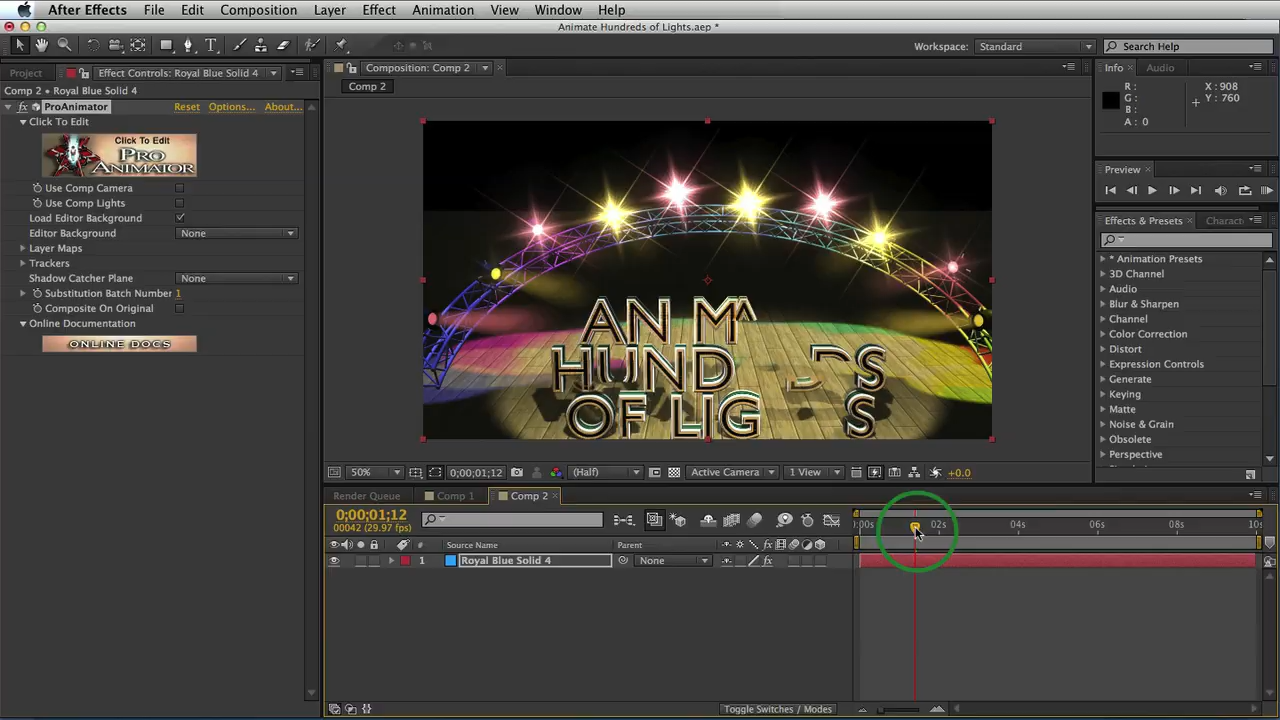 After Effects File Edit Composition Layer Effect Animation View Window Help
Animate Hundreds of Lights.aep *
Workspace: Standard Search Help
Project Effect Controls: Royal Blue Solid 4
Comp 2 • Royal Blue Solid 4
fx ProAnimator Reset Options... About...
Click To Edit
Click To Edit
PRO
ANIMATOR
Use Comp Camera
Use Comp Lights
Load Editor Background
Editor Background None
Layer Maps
Trackers
Shadow Catcher Plane None
Substitution Batch Number 1
Composite On Original
Online Documentation
ONLINE DOCS
Composition: Comp 2
Comp 2
AN M
HUND DS
OF LIG S
50% 0;00;01;12 (Half) Active Camera 1 View +0.0
Info Audio
R: X: 908
G: Y: 760
B:
A: 0
Preview
Effects & Presets Charact
* Animation Presets
3D Channel
Audio
Blur & Sharpen
Channel
Color Correction
Distort
Expression Controls
Generate
Keying
Matte
Noise & Grain
Obsolete
Perspective
Render Queue Comp 1 Comp 2
0;00;01;12
00042 (29.97 fps)
:00s 02s 04s 06s 08s 10s
# Source Name Parent
1 Royal Blue Solid 4 fx None
Toggle Switches / Modes